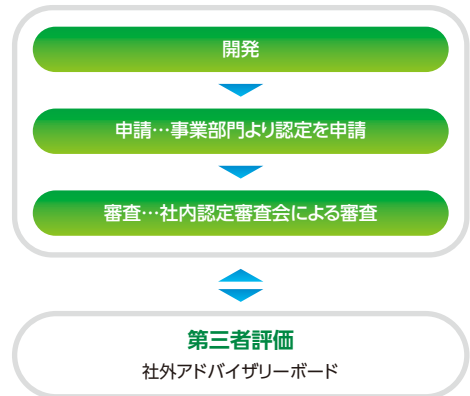 開発
申請…事業部門より認定を申請
審査…社内認定審査会による審査
第三者評価
社外アドバイザリーボード